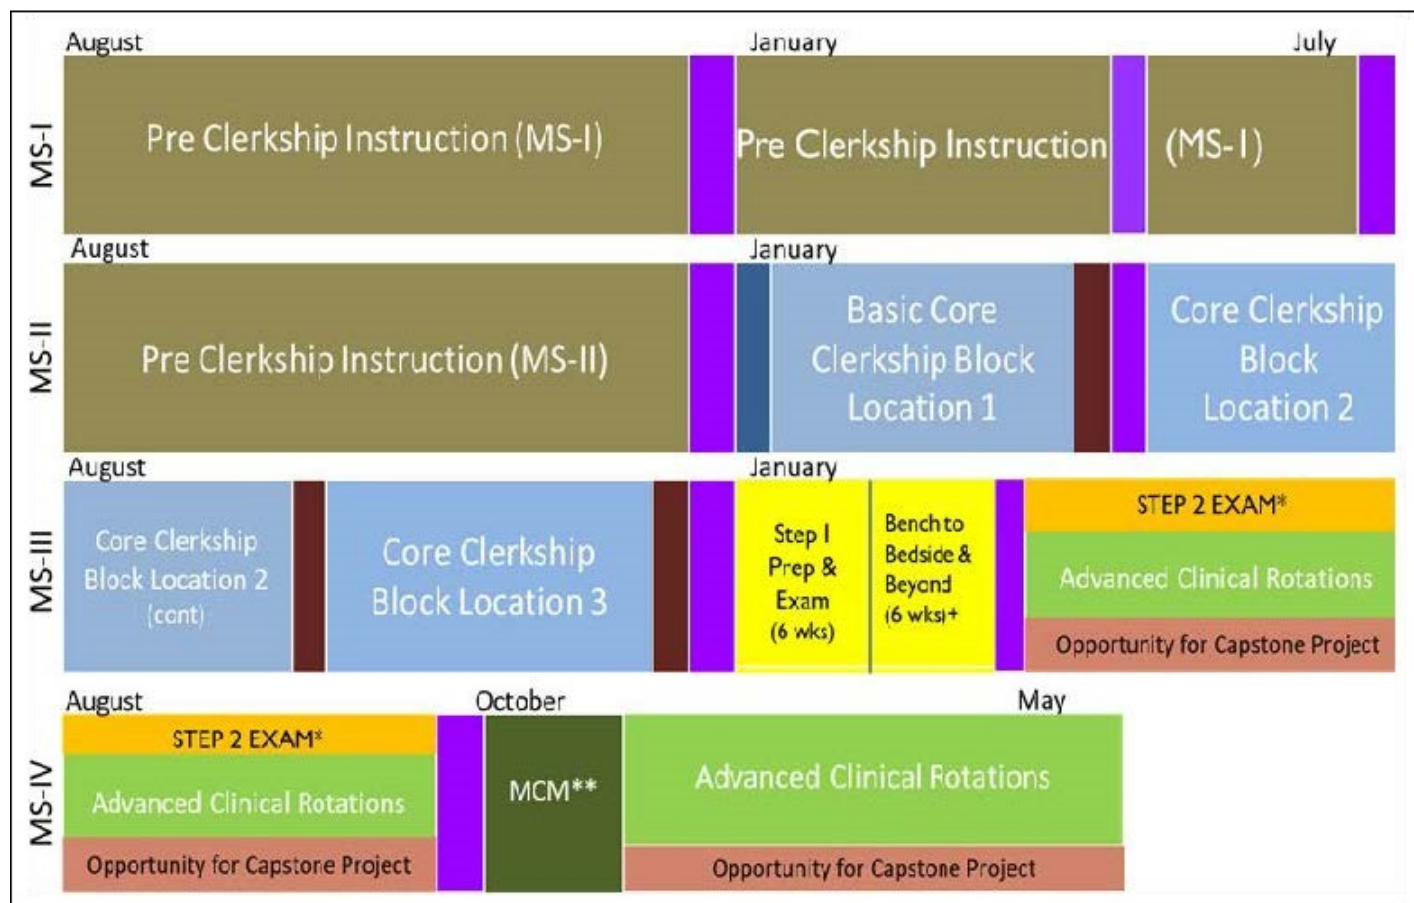 August January July
MS-I
Pre Clerkship Instruction (MS-I)
Pre Clerkship Instruction (MS-I)
August January
MS-II
Pre Clerkship Instruction (MS-II)
Basic Core
Clerkship Block
Location 1
Core Clerkship
Block
Location 2
August January
MS-III
Core Clerkship
Block Location 2
(cont)
Core Clerkship
Block Location 3
Step I
Prep &
Exam
(6 wks)
Bench to
Bedside &
Beyond
(6 wks)+
STEP 2 EXAM*
Advanced Clinical Rotations
Opportunity for Capstone Project
August October May
MS-IV
STEP 2 EXAM*
Advanced Clinical Rotations
Opportunity for Capstone Project
MCM**
Advanced Clinical Rotations
Opportunity for Capstone Project